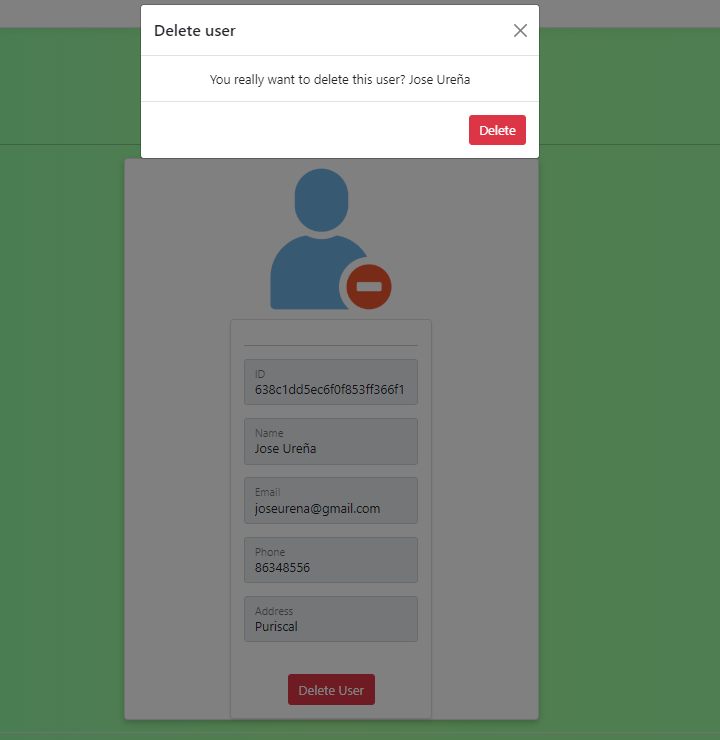 Delete user
You really want to delete this user? Jose Ureña
Delete
ID
638c1dd5ec6f0f853ff366f1
Name
Jose Ureña
Email
joseurena@gmail.com
Phone
86348556
Address
Puriscal
Delete User